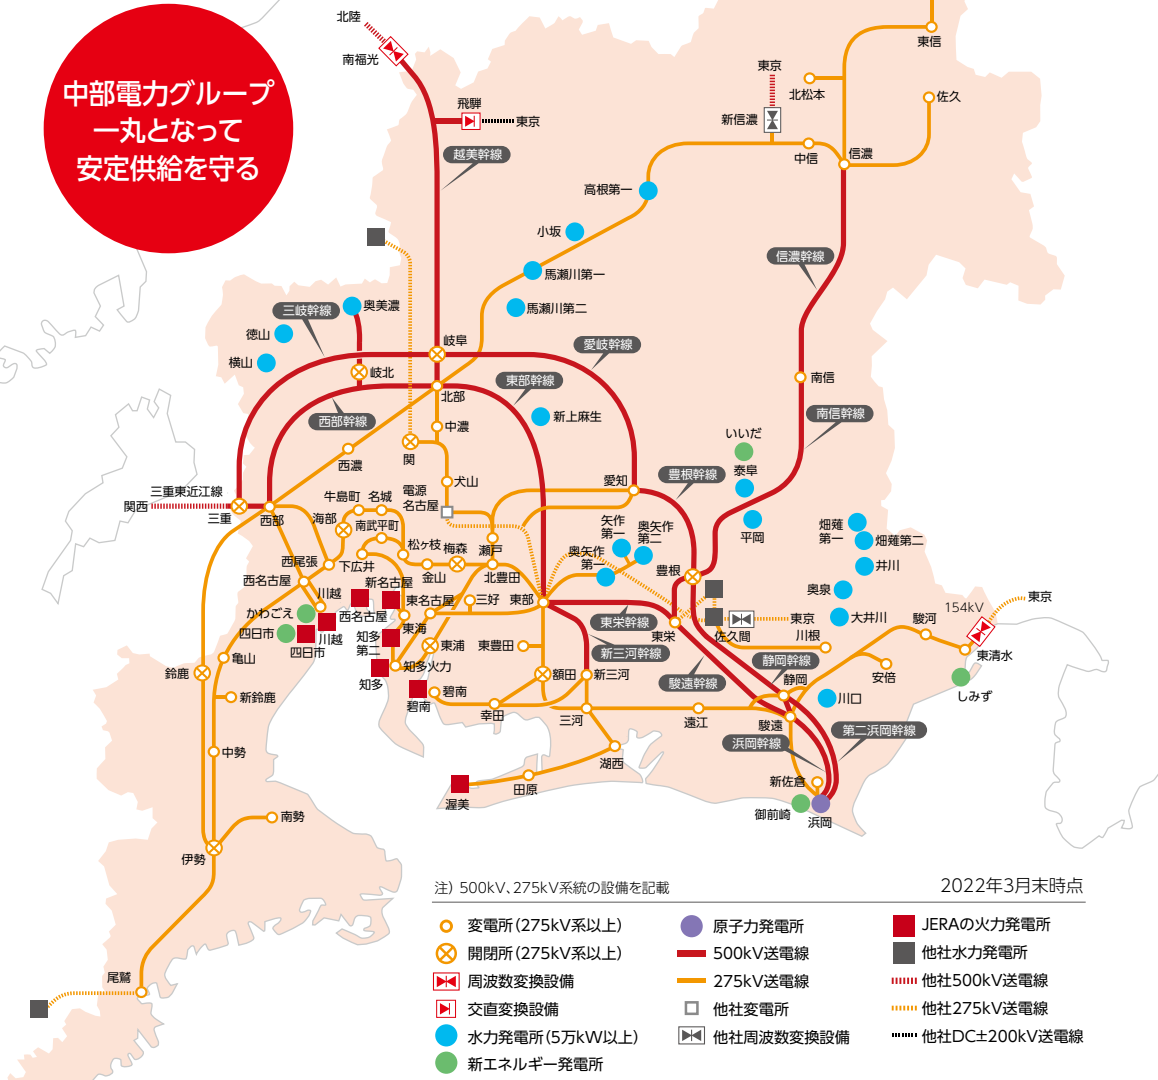 中部電力グループ
一丸となって
安定供給を守る
北陸
南福光
飛騨
東京
越美幹線
東京
新信濃
東信
北松本
佐久
中信
信濃
高根第一
小坂
馬瀬川第一
馬瀬川第二
信濃幹線
三岐幹線
奥美濃
徳山
横山
岐阜
岐北
愛岐幹線
東部幹線
北部
西部幹線
新上麻生
南信
南信幹線
中濃
西濃
関
いいだ
泰阜
犬山
愛知
豊根幹線
三重東近江線
関西
三重
西部
牛島町
名城
電源
名古屋
海部
南武平町
矢作
第一
奥矢作
第二
平岡
畑薙
第一
畑薙第二
松ヶ枝
梅森
瀬戸
奥矢作
第一
井川
西尾張
下広井
金山
北豊田
豊根
西名古屋
新名古屋
奥泉
川越
東名古屋
三好
東部
かわごえ
西名古屋
東海
東栄幹線
東栄
佐久間
東京
大井川
154kV
東京
駿河
四日市
川越
四日市
知多
第二
東浦
東豊田
新三河幹線
川根
東清水
亀山
知多火力
静岡幹線
鈴鹿
額田
新三河
静岡
安倍
知多
碧南
碧南
駿遠幹線
しみず
新鈴鹿
川口
幸田
三河
遠江
駿遠
第二浜岡幹線
中勢
浜岡幹線
湖西
新佐倉
渥美
田原
御前崎
浜岡
南勢
伊勢
尾鷲
注）500kV、275kV系統の設備を記載
2022年3月末時点
変電所（275kV系以上）
原子力発電所
JERAの火力発電所
開閉所（275kV系以上）
500kV送電線
他社水力発電所
周波数変換設備
275kV送電線
他社500kV送電線
交直変換設備
他社変電所
他社275kV送電線
水力発電所（5万kW以上）
他社周波数変換設備
他社DC±200kV送電線
新エネルギー発電所